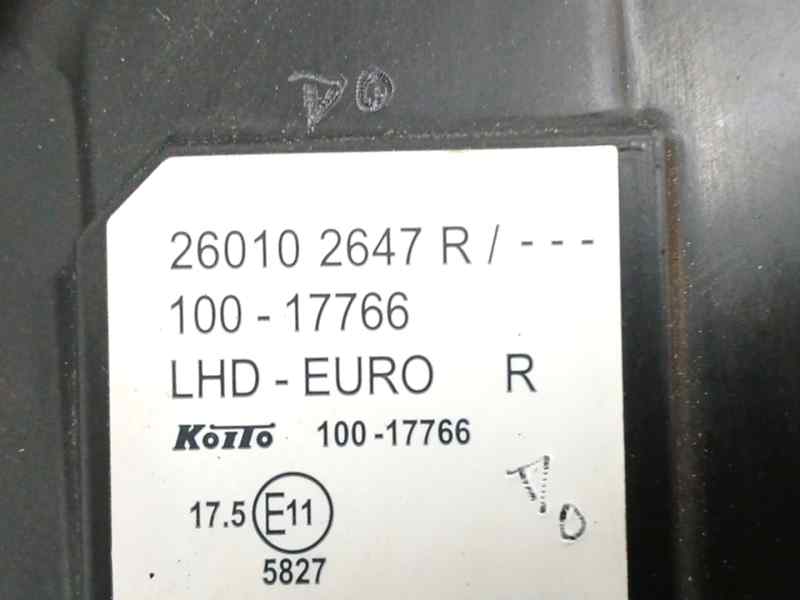 26010 2647 R / - - -
100 - 17766
LHD - EURO R
KOITO 100 -17766
17.5 E11
5827